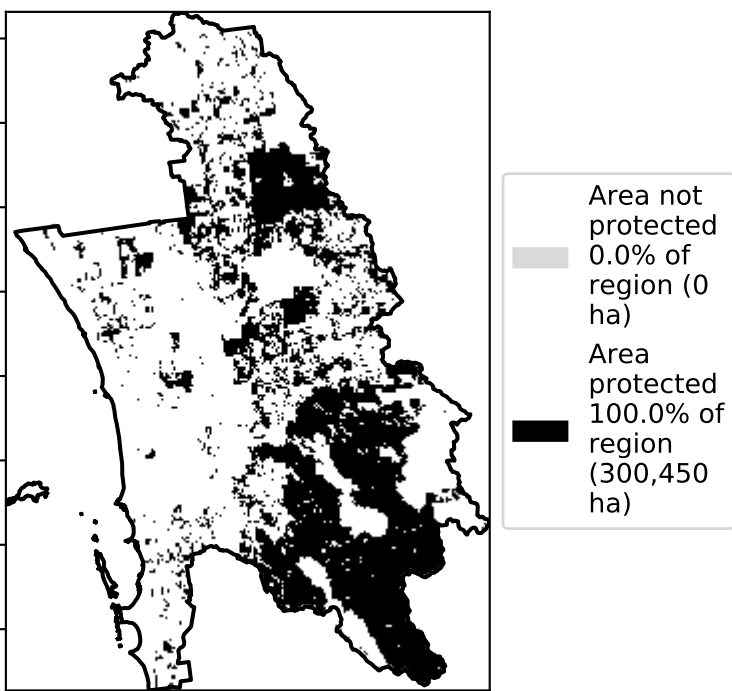 Area not
protected
0.0% of
region (0
ha)
Area
protected
100.0% of
region
(300,450
ha)